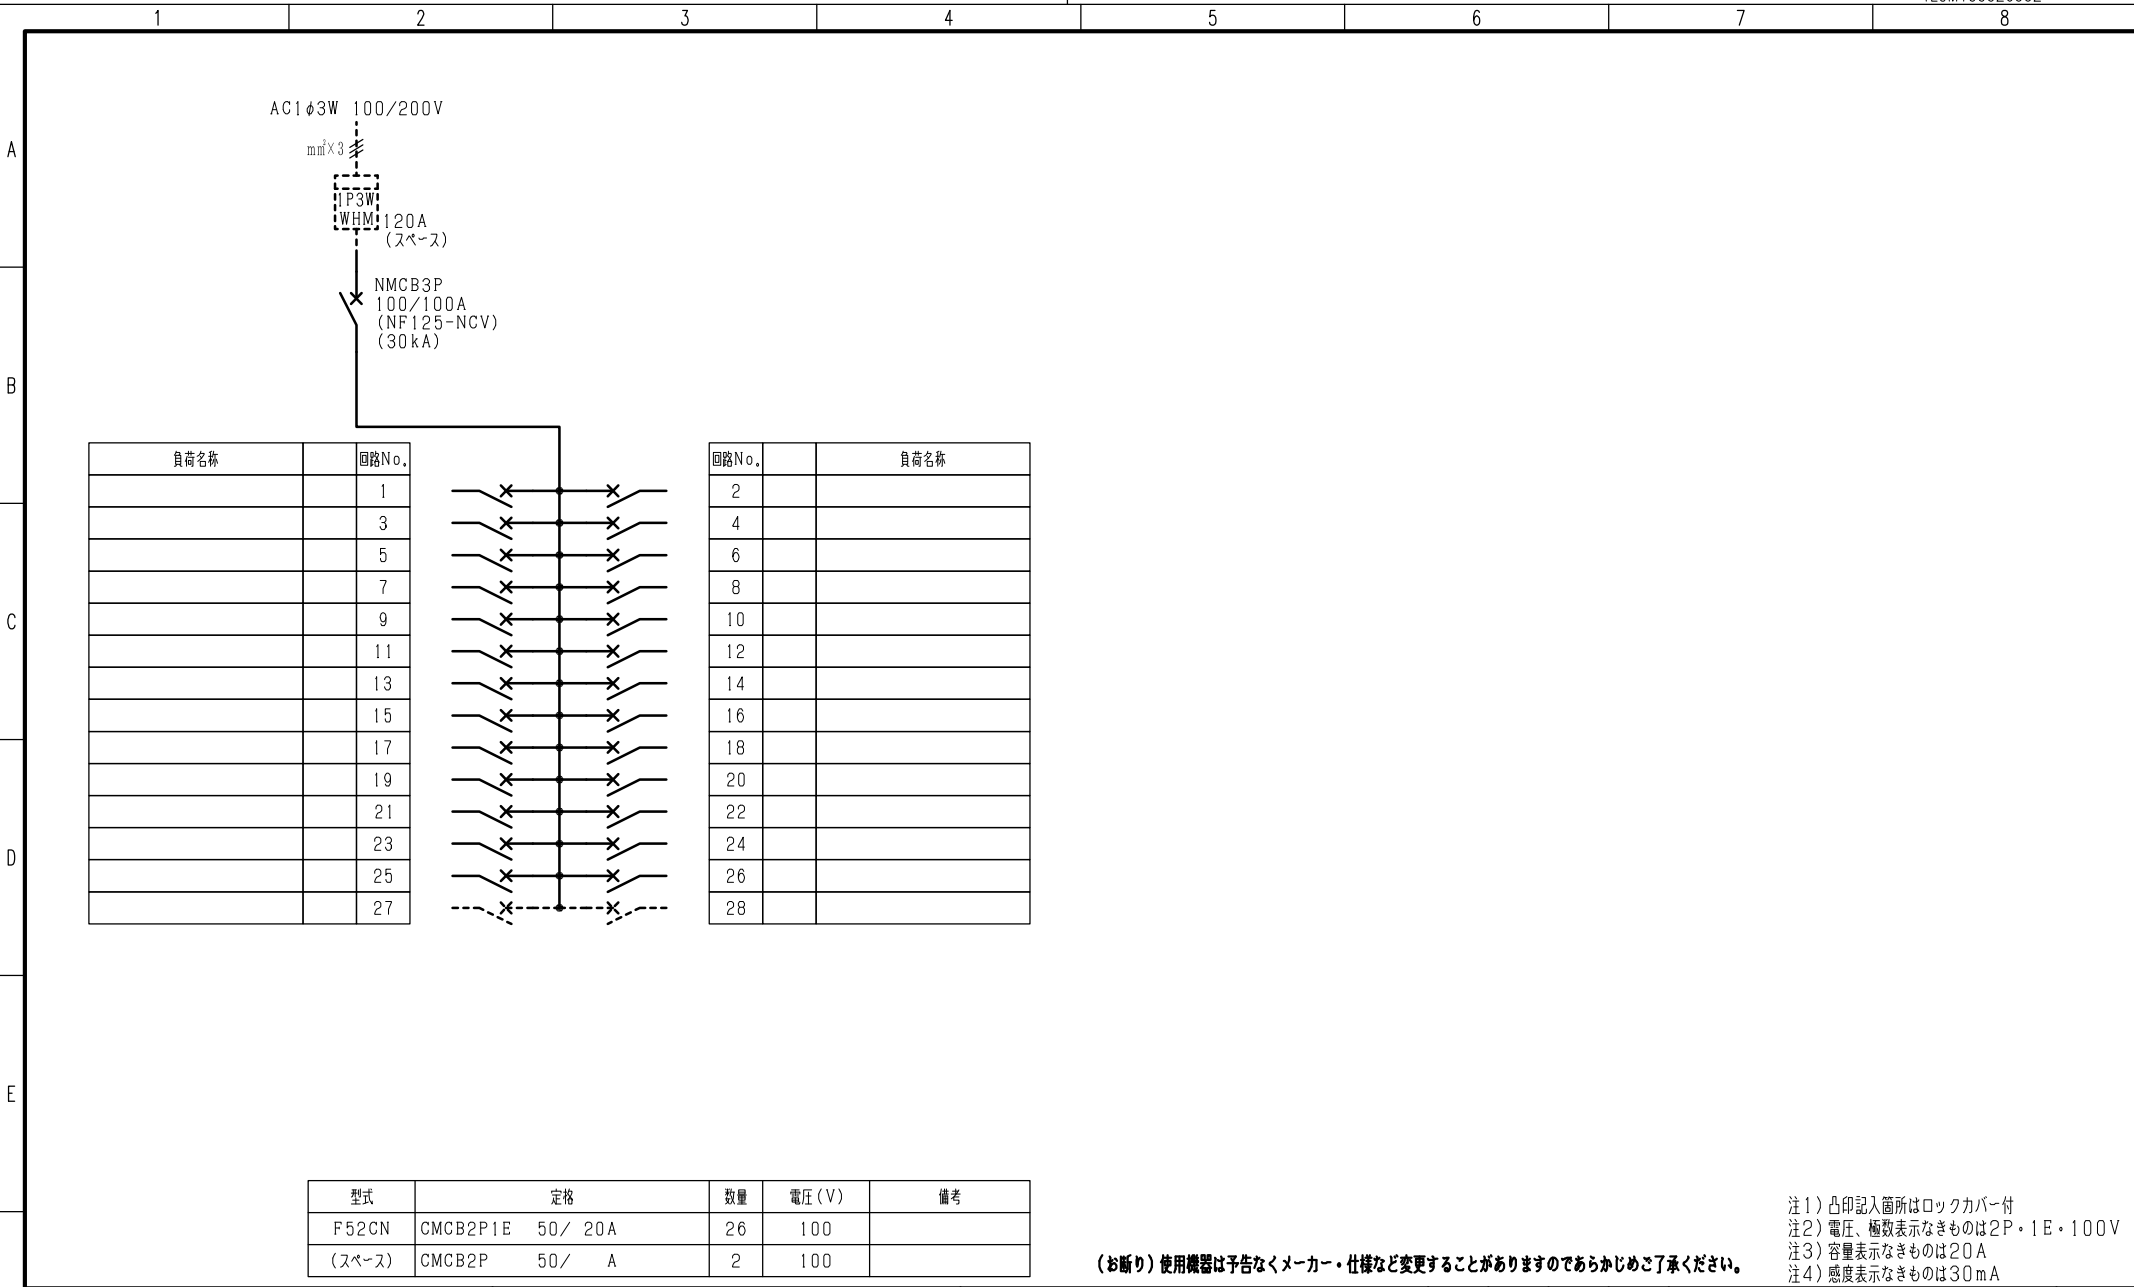 1 2 3 4 5 6 7 8
A
B
C
D
E
AC1φ3W 100/200V
mm²×3
1P3W
WHM
120A
(スペース)
NMCB3P
100/100A
(NF125-NCV)
(30kA)
負荷名称 回路No. 回路No. 負荷名称
1 2
3 4
5 6
7 8
9 10
11 12
13 14
15 16
17 18
19 20
21 22
23 24
25 26
27 28
型式 定格 数量 電圧(V) 備考
F52CN CMCB2P1E 50/ 20A 26 100
(スペース) CMCB2P 50/ A 2 100
(お断り)使用機器は予告なくメーカー・仕様など変更することがありますのであらかじめご了承ください。
注1)凸印記入箇所はロックカバー付
注2)電圧、極数表示なきものは2P・1E・100V
注3)容量表示なきものは20A
注4)感度表示なきものは30mA